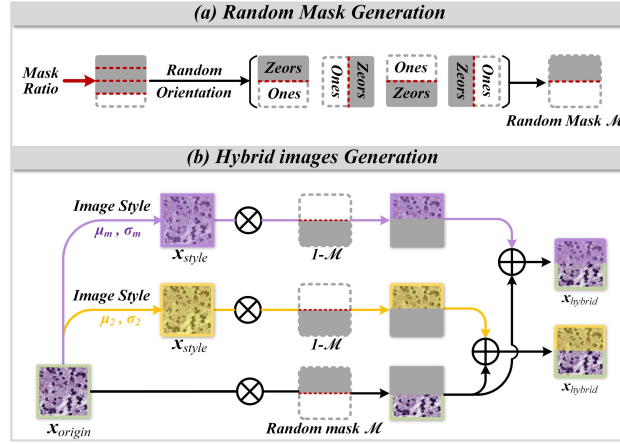 (a) Random Mask Generation
Mask
Ratio
Random
Orientation
Zeors
Ones
Ones
Zeors
Ones
Zeors
Zeors
Ones
Random Mask ℳ
(b) Hybrid images Generation
Image Style
μm , σm
xstyle
1-ℳ
xhybrid
Image Style
μ2 , σ2
xstyle
1-ℳ
xhybrid
xorigin
Random mask ℳ